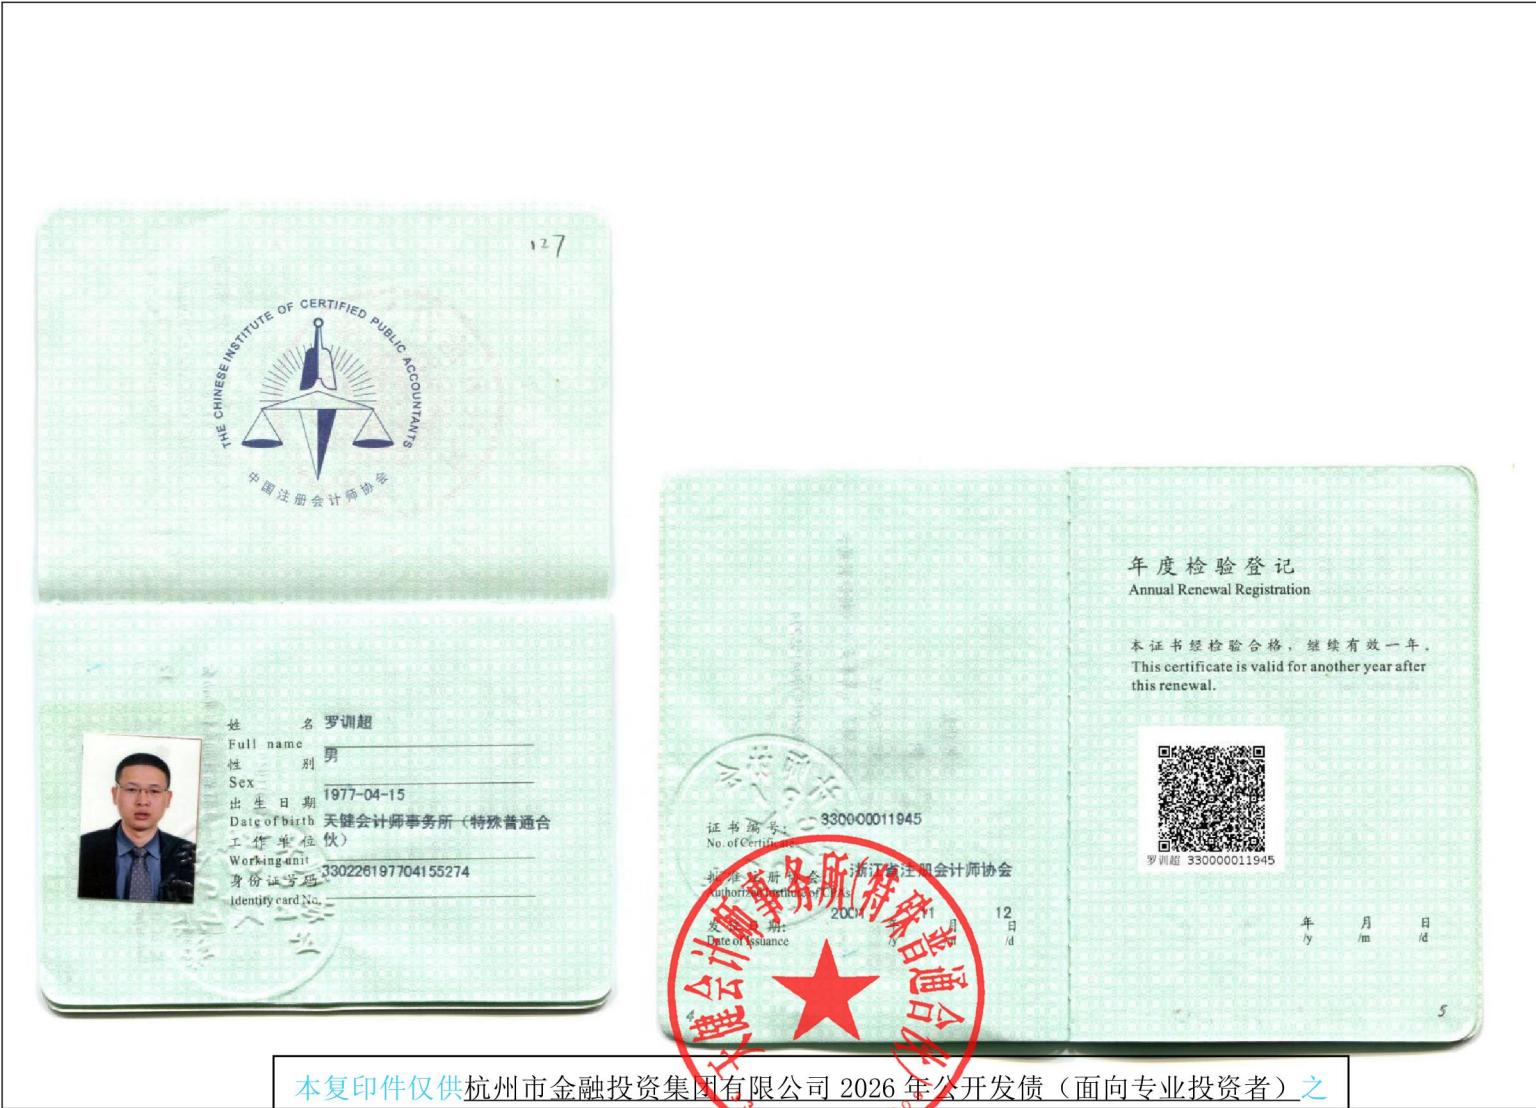 127
THE CHINESE INSTITUTE OF CERTIFIED PUBLIC ACCOUNTANTS
中国注册会计师协会
姓 名 罗训超
Full name
性 别 男
Sex
出生日期 1977-04-15
Date of birth
工作单位 天健会计师事务所（特殊普通合
伙）
Working unit
身份证号码 330226197704155274
Identity card No.
证书编号: 330000011945
No. of Certificate
浙江省注册会计师协会
Authorized Institute of CPAs
12
月 日
Date of Issuance /y /d
天健会计师事务所(特殊普通合伙)
4
年度检验登记
Annual Renewal Registration
本证书经检验合格，继续有效一年。
This certificate is valid for another year after
this renewal.
罗训超 330000011945
年 月 日
/y /m /d
5
本复印件仅供杭州市金融投资集团有限公司 2026 年公开发债（面向专业投资者）之